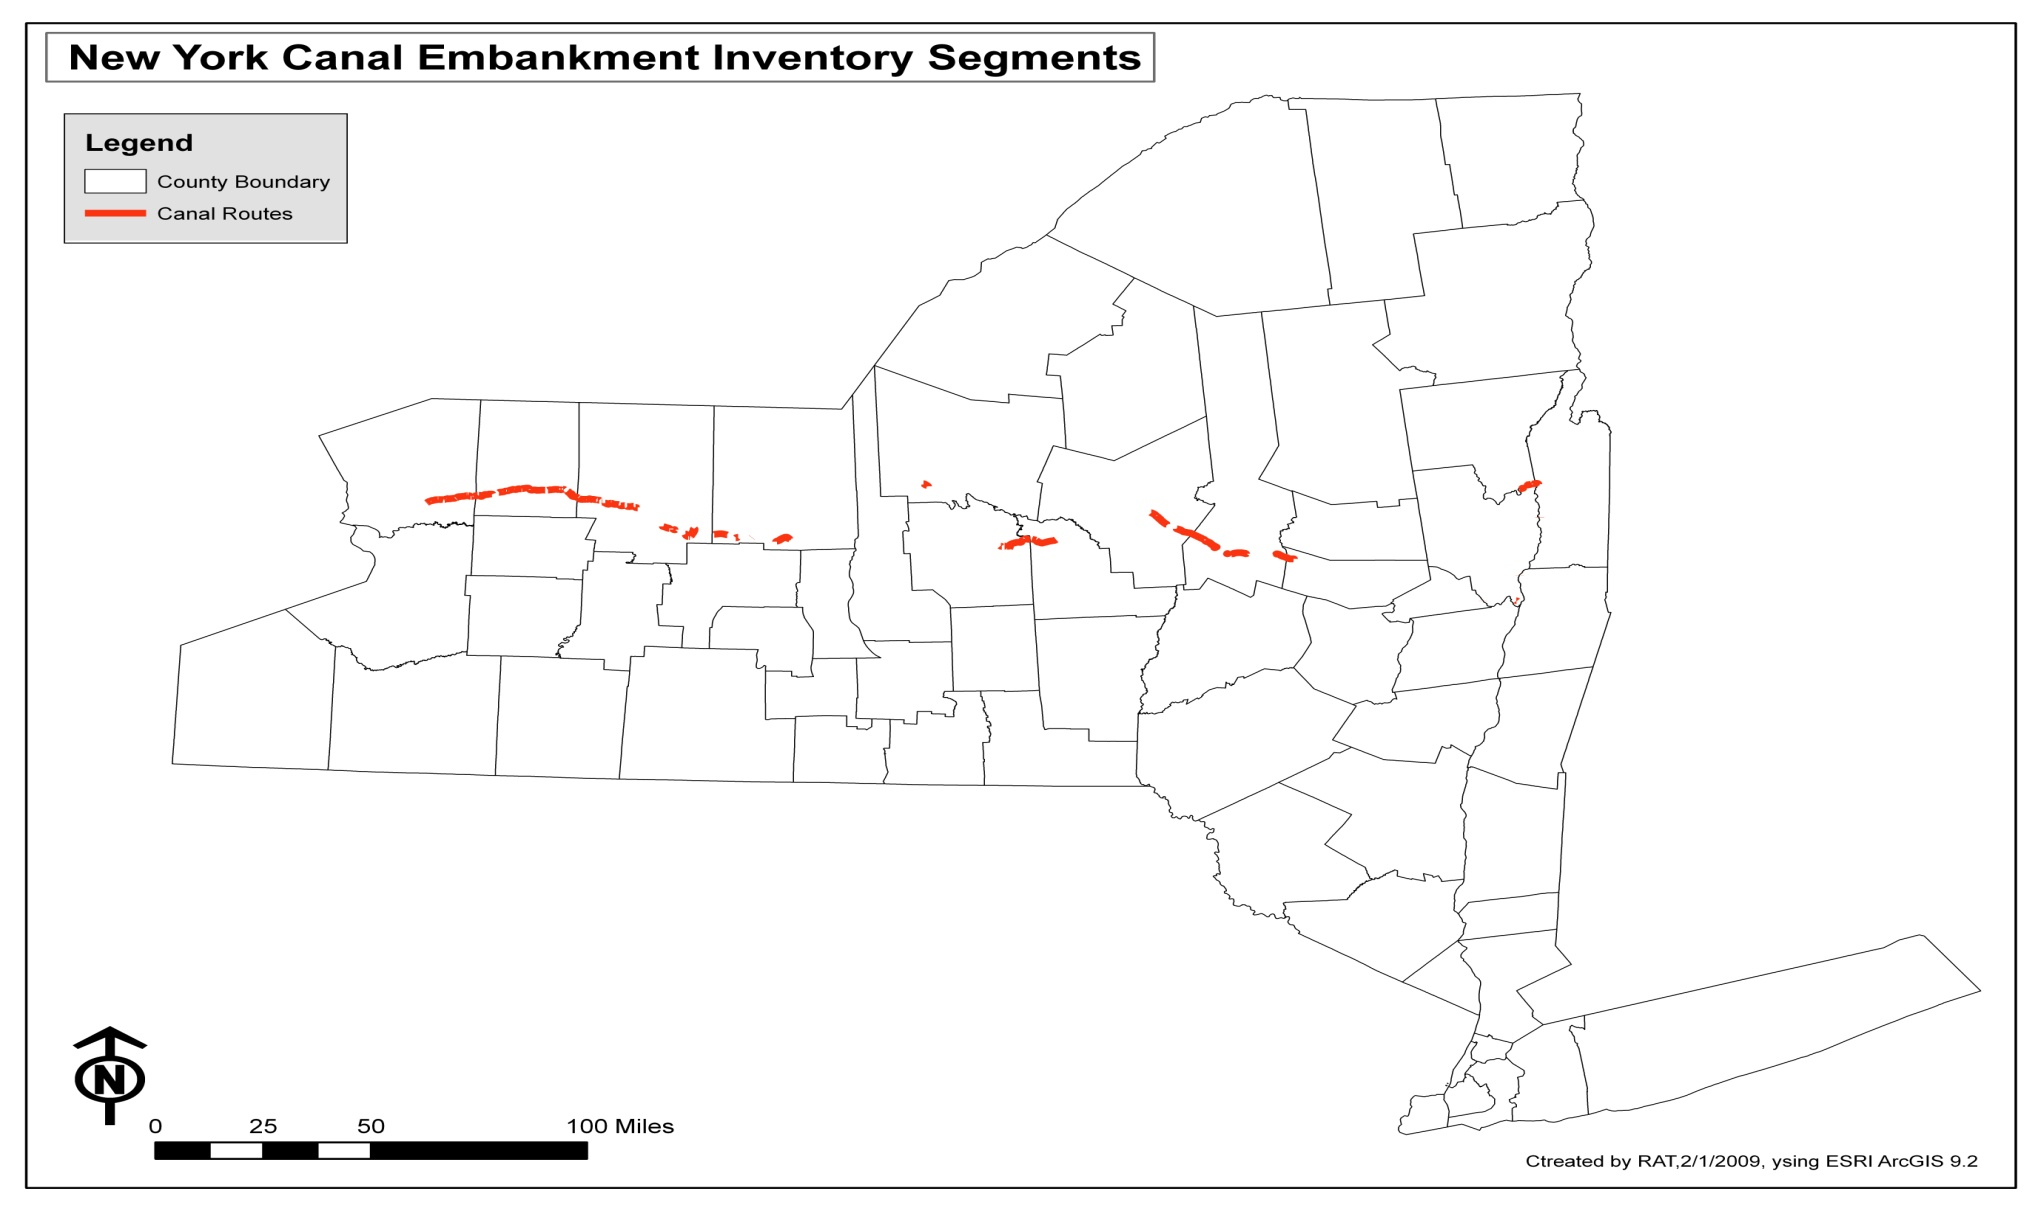 New York Canal Embankment Inventory Segments
Legend
County Boundary
Canal Routes
N
0 25 50 100 Miles
Ctreated by RAT,2/1/2009, ysing ESRI ArcGIS 9.2